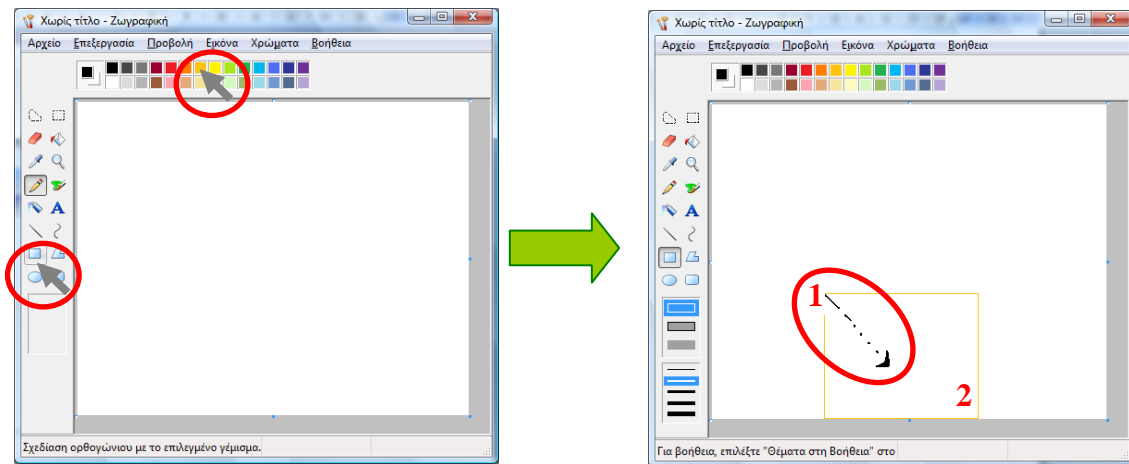 Χωρίς τίτλο - Ζωγραφική
Αρχείο Επεξεργασία Προβολή Εικόνα Χρώματα Βοήθεια
A
Σχεδίαση ορθογώνιου με το επιλεγμένο γέμισμα.
Χωρίς τίτλο - Ζωγραφική
Αρχείο Επεξεργασία Προβολή Εικόνα Χρώματα Βοήθεια
A
1
2
Για βοήθεια, επιλέξτε "Θέματα στη Βοήθεια" στο